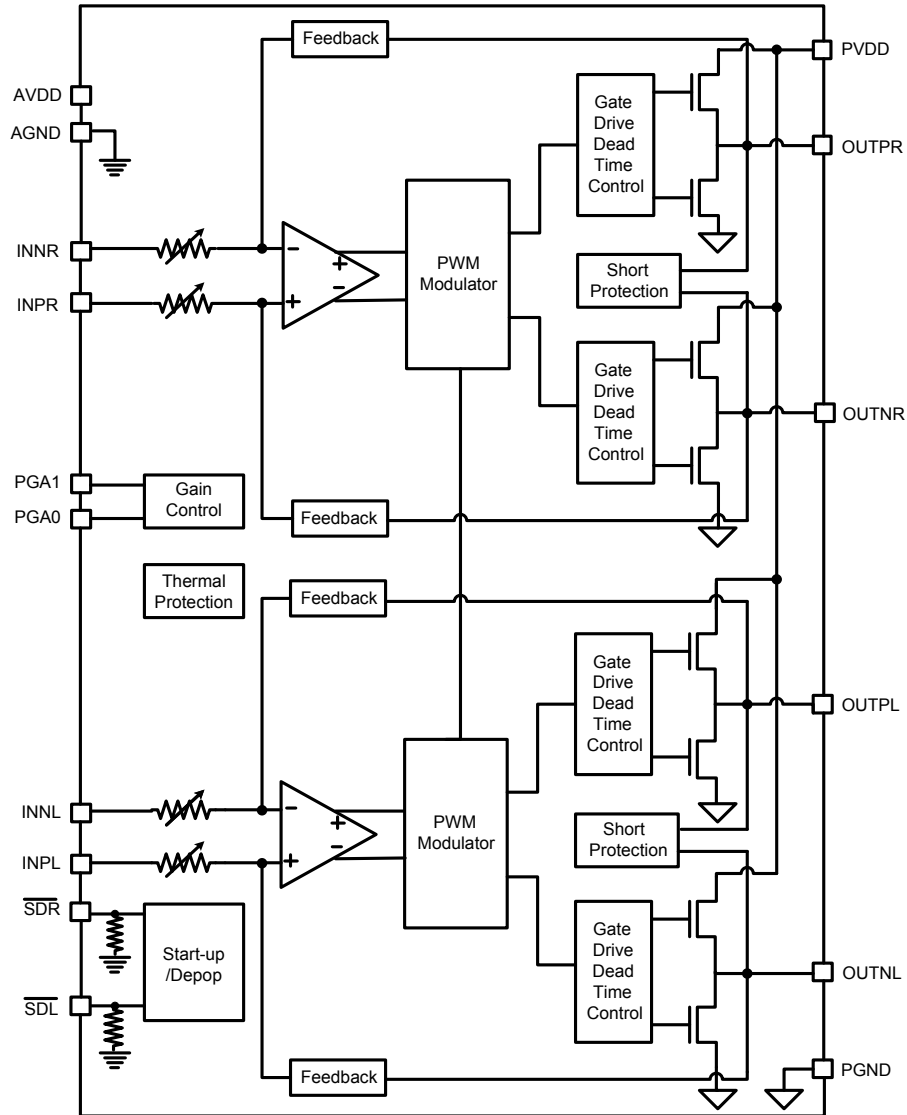 Feedback
PVDD
AVDD
AGND
Gate
Drive
Dead
Time
Control
OUTPR
INNR
INPR
PWM
Modulator
Short
Protection
Gate
Drive
Dead
Time
Control
OUTNR
PGA1
PGA0
Gain
Control
Feedback
Thermal
Protection
Feedback
Gate
Drive
Dead
Time
Control
OUTPL
INNL
INPL
PWM
Modulator
Short
Protection
SDR
SDL
Start-up
/Depop
Gate
Drive
Dead
Time
Control
OUTNL
Feedback
PGND